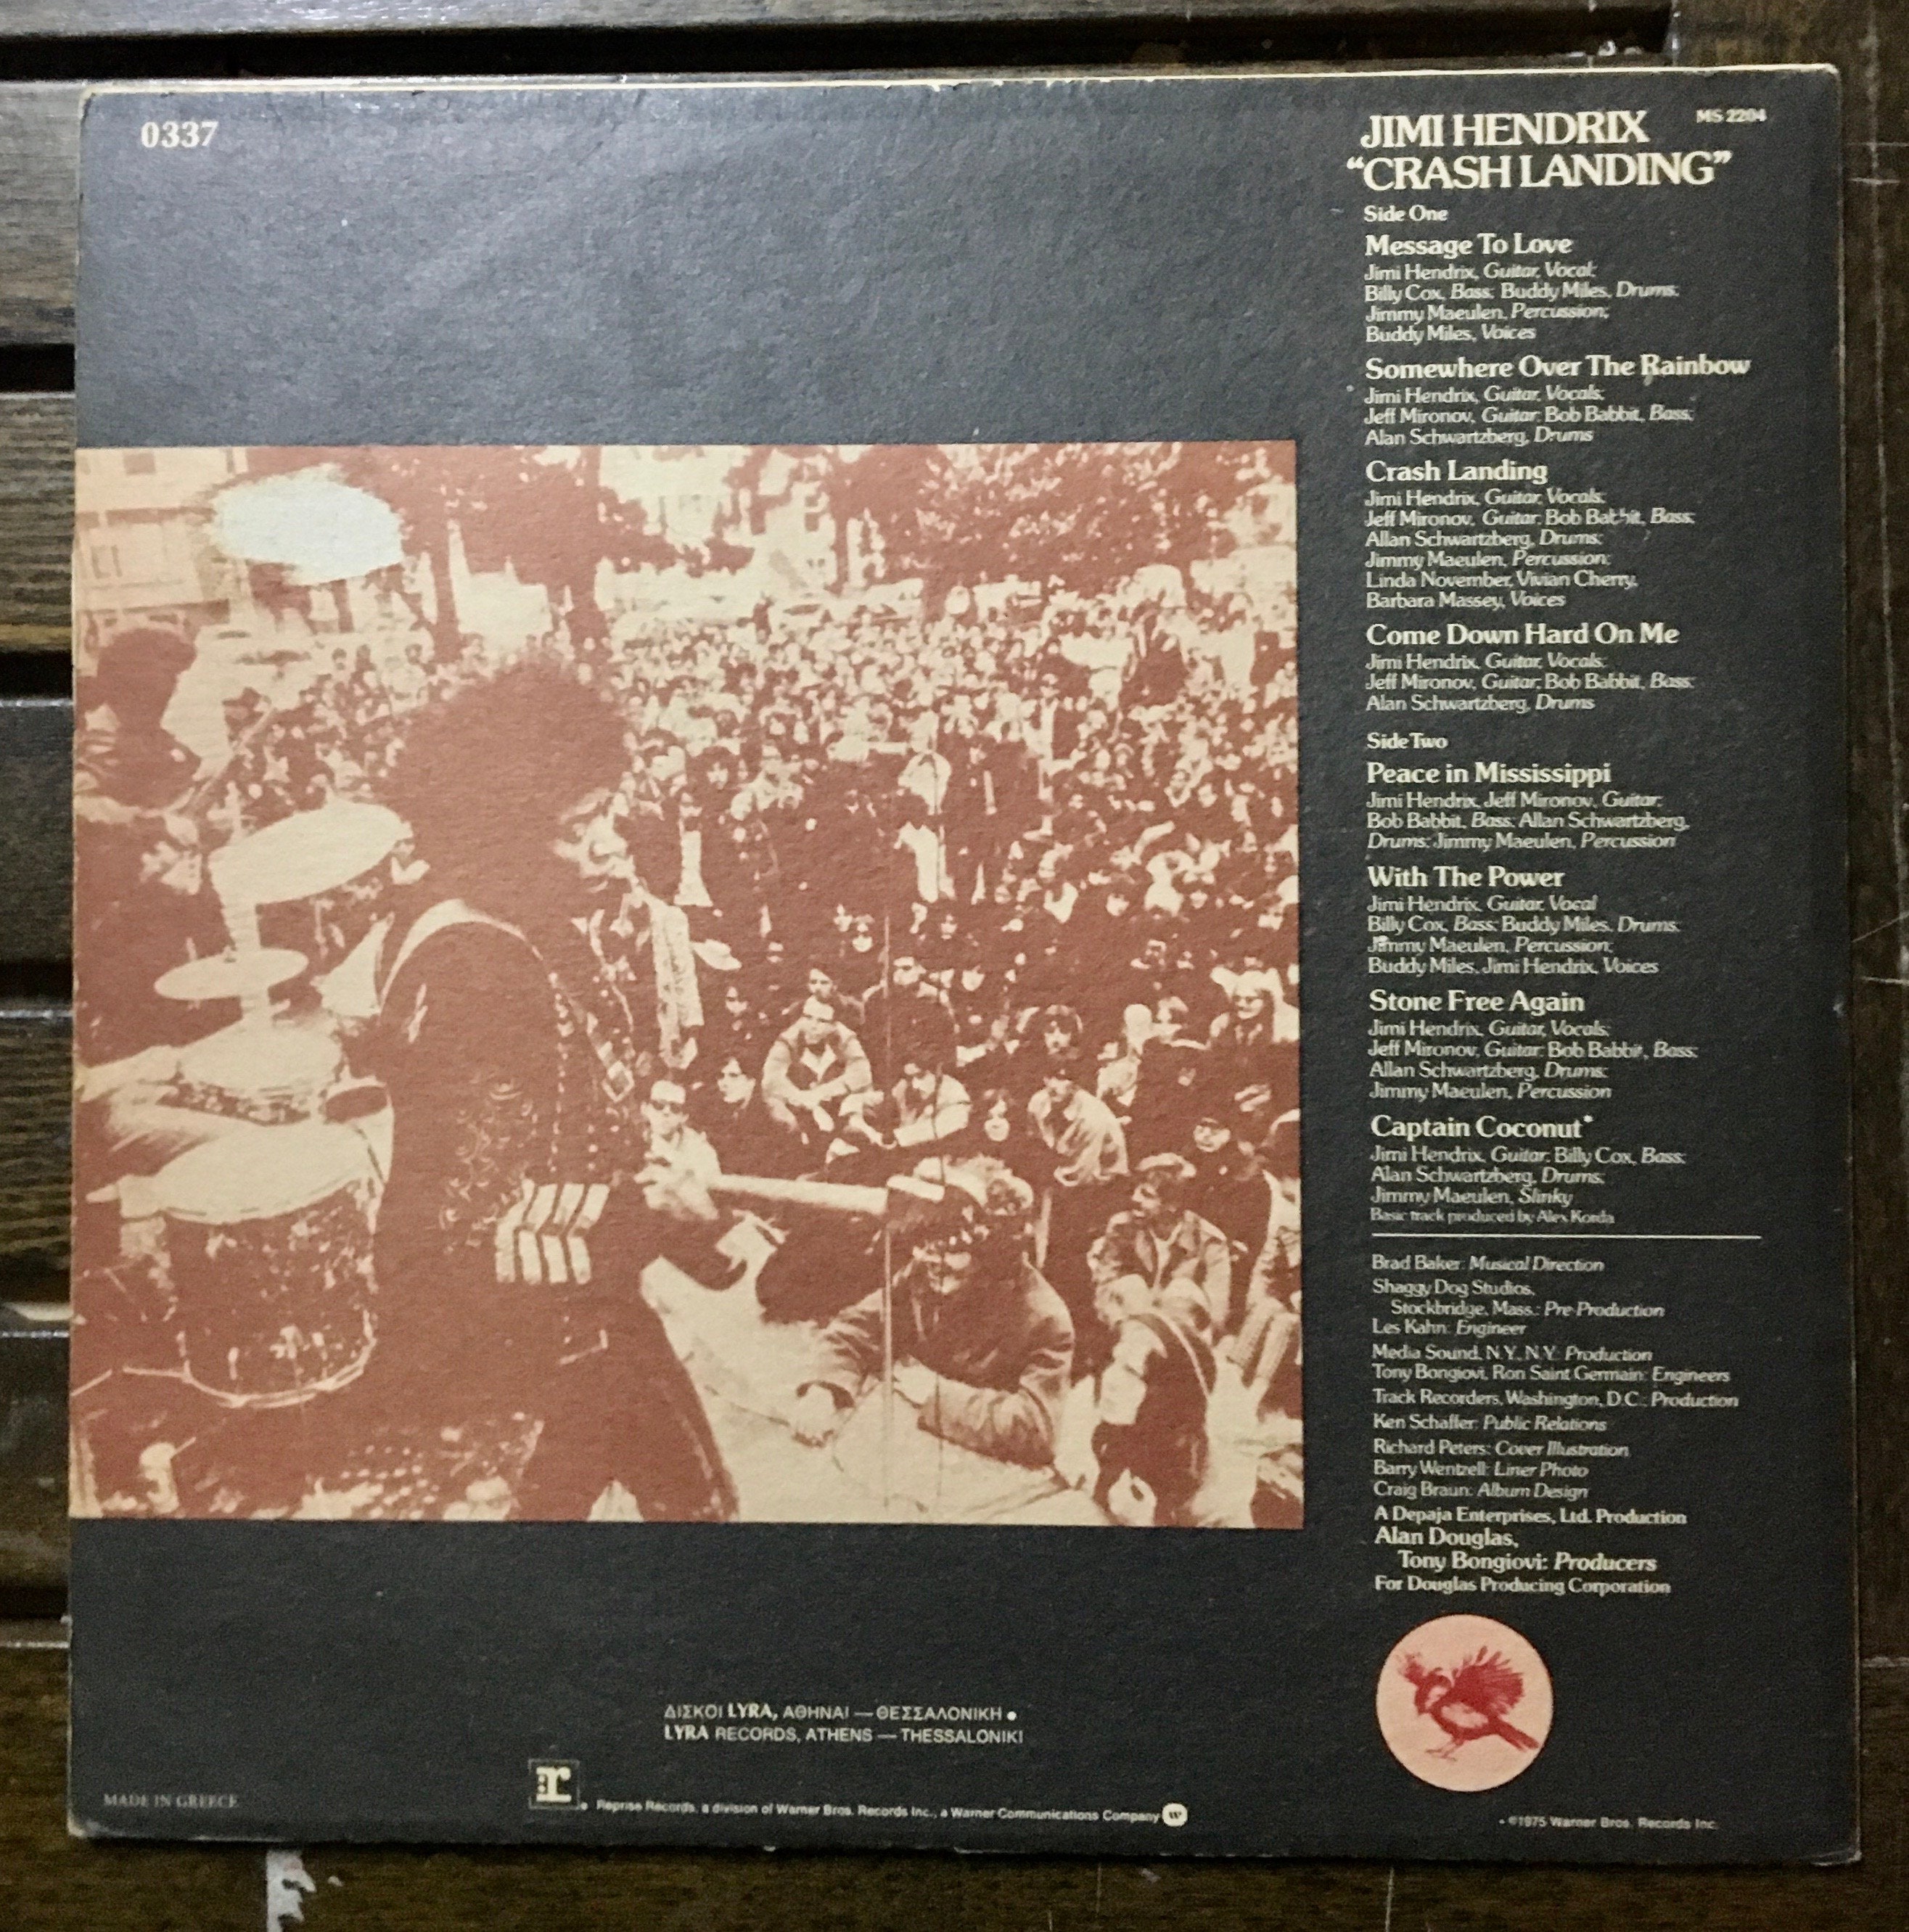 0337
JIMI HENDRIX
MS 2204
"CRASH LANDING"
Side One
Message To Love
Jimi Hendrix, Guitar, Vocal;
Billy Cox, Bass; Buddy Miles, Drums;
Jimmy Maeulen, Percussion;
Buddy Miles, Voices
Somewhere Over The Rainbow
Jimi Hendrix, Guitar, Vocals;
Jeff Mironov, Guitar; Bob Babbit, Bass;
Alan Schwartzberg, Drums
Crash Landing
Jimi Hendrix, Guitar, Vocals;
Jeff Mironov, Guitar; Bob Babbit, Bass;
Allan Schwartzberg, Drums;
Jimmy Maeulen, Percussion;
Linda November, Vivian Cherry,
Barbara Massey, Voices
Come Down Hard On Me
Jimi Hendrix, Guitar, Vocals;
Jeff Mironov, Guitar; Bob Babbit, Bass;
Alan Schwartzberg, Drums
Side Two
Peace in Mississippi
Jimi Hendrix, Jeff Mironov, Guitar;
Bob Babbit, Bass; Allan Schwartzberg,
Drums; Jimmy Maeulen, Percussion
With The Power
Jimi Hendrix, Guitar, Vocal
Billy Cox, Bass; Buddy Miles, Drums;
Jimmy Maeulen, Percussion;
Buddy Miles, Jimi Hendrix, Voices
Stone Free Again
Jimi Hendrix, Guitar, Vocals;
Jeff Mironov, Guitar; Bob Babbit, Bass;
Allan Schwartzberg, Drums;
Jimmy Maeulen, Percussion
Captain Coconut*
Jimi Hendrix, Guitar; Billy Cox, Bass;
Alan Schwartzberg, Drums;
Jimmy Maeulen, Slinky
Basic track produced by Alex Korda
Brad Baker: Musical Direction
Shaggy Dog Studios,
Stockbridge, Mass.: Pre-Production
Les Kahn: Engineer
Media Sound, N.Y., N.Y.: Production
Tony Bongiovi, Ron Saint Germain: Engineers
Track Recorders, Washington, D.C.: Production
Ken Schaffer: Public Relations
Richard Peters: Cover Illustration
Barry Wentzell: Liner Photo
Craig Braun: Album Design
A Depaja Enterprises, Ltd. Production
Alan Douglas,
Tony Bongiovi: Producers
For Douglas Producing Corporation
ΔΙΣΚΟΙ LYRA, ΑΘΗΝΑΙ — ΘΕΣΣΑΛΟΝΙΚΗ •
LYRA RECORDS, ATHENS — THESSALONIKI
MADE IN GREECE
r
Reprise Records, a division of Warner Bros. Records Inc., a Warner Communications Company W
• ©1975 Warner Bros. Records Inc.